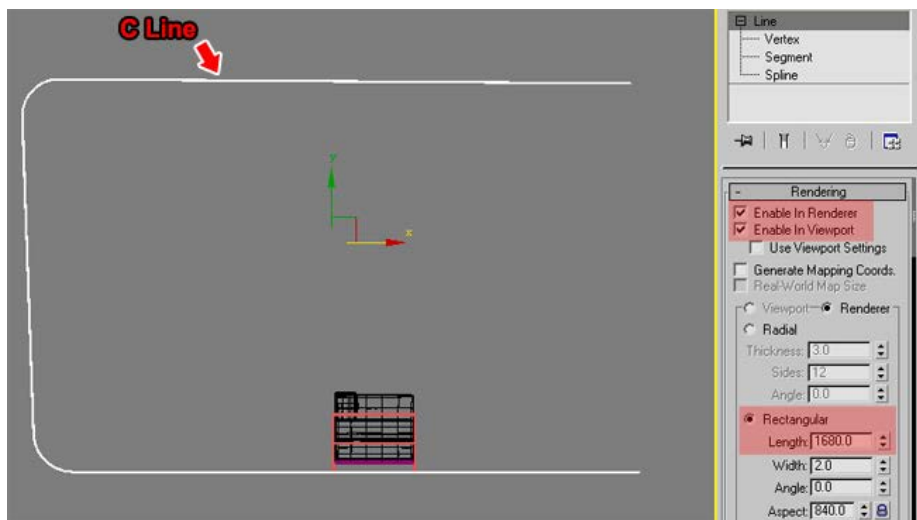 C Line
y
x
Line
Vertex
Segment
Spline
- Rendering
Enable In Renderer
Enable In Viewport
Use Viewport Settings
Generate Mapping Coords.
Real-World Map Size
Viewport Renderer
Radial
Thickness: 3.0
Sides: 12
Angle: 0.0
Rectangular
Length: 1680.0
Width: 2.0
Angle: 0.0
Aspect: 840.0